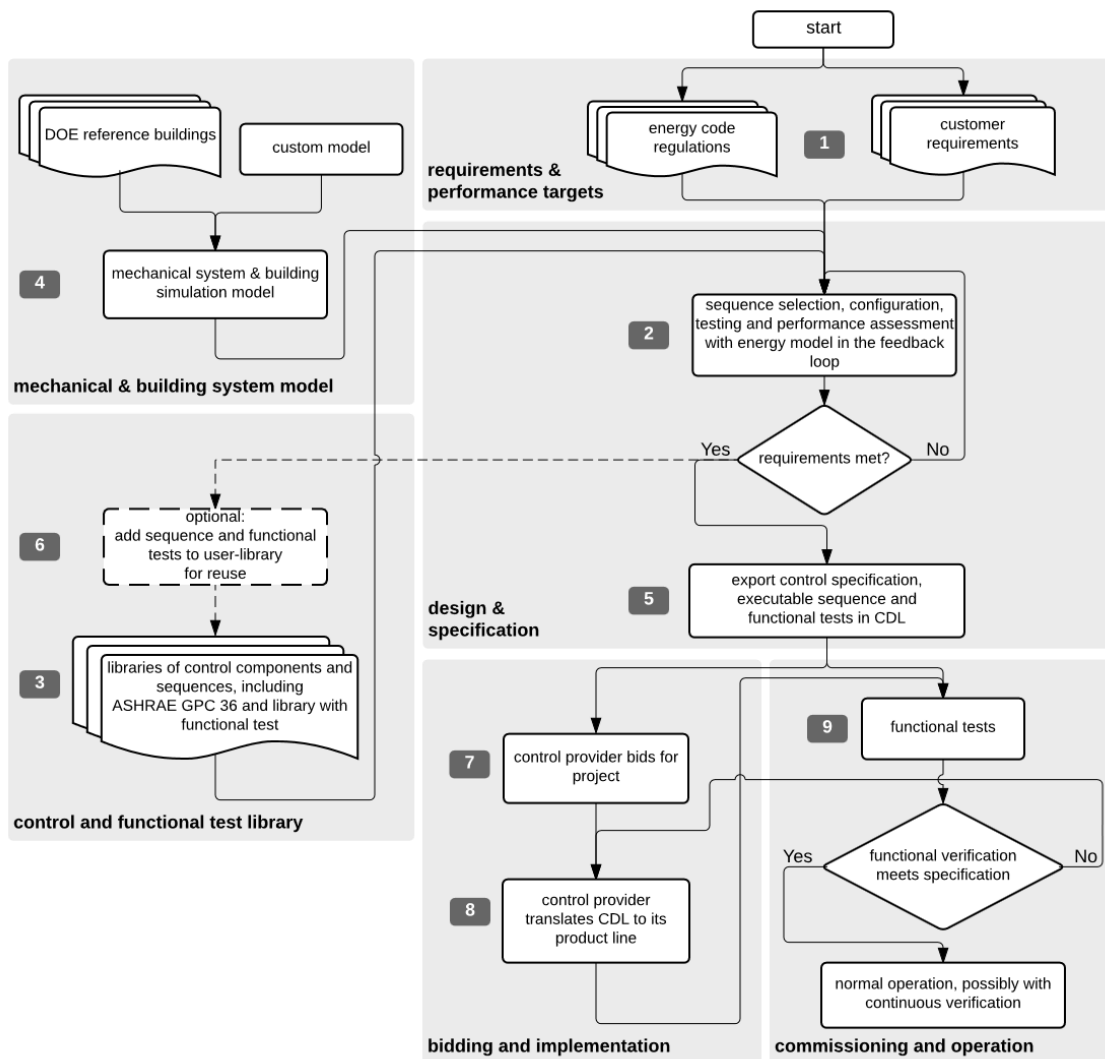 start
DOE reference buildings
custom model
4
mechanical system & building
simulation model
mechanical & building system model
energy code
regulations
1
customer
requirements
requirements &
performance targets
2
sequence selection, configuration,
testing and performance assessment
with energy model in the feedback
loop
Yes
requirements met?
No
5
export control specification,
executable sequence and
functional tests in CDL
design &
specification
6
optional:
add sequence and functional
tests to user-library
for reuse
3
libraries of control components and
sequences, including
ASHRAE GPC 36 and library with
functional test
control and functional test library
7
control provider bids for
project
8
control provider
translates CDL to its
product line
bidding and implementation
9
functional tests
Yes
functional verification
meets specification
No
normal operation, possibly with
continuous verification
commissioning and operation